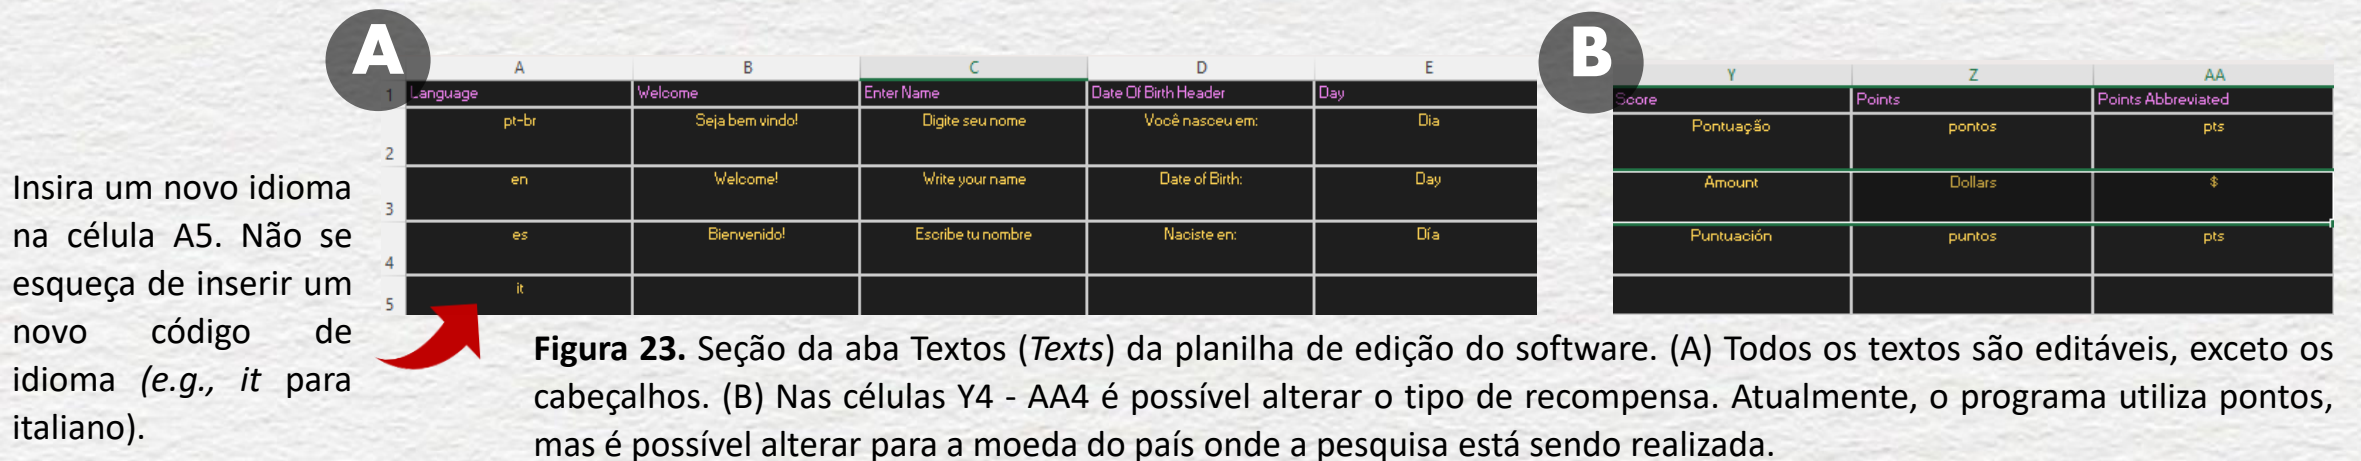 A
B
A B C D E
1 Language Welcome Enter Name Date Of Birth Header Day
2 pt-br Seja bem vindo! Digite seu nome Você nasceu em: Dia
3 en Welcome! Write your name Date of Birth: Day
4 es Bienvenido! Escribe tu nombre Naciste en: Día
5 it
Y Z AA
Score Points Points Abbreviated
Pontuação pontos pts
Amount Dollars $
Puntuación puntos pts
Insira um novo idioma
na célula A5. Não se
esqueça de inserir um
novo código de
idioma (e.g., it para
italiano).
Figura 23. Seção da aba Textos (Texts) da planilha de edição do software. (A) Todos os textos são editáveis, exceto os
cabeçalhos. (B) Nas células Y4 - AA4 é possível alterar o tipo de recompensa. Atualmente, o programa utiliza pontos,
mas é possível alterar para a moeda do país onde a pesquisa está sendo realizada.